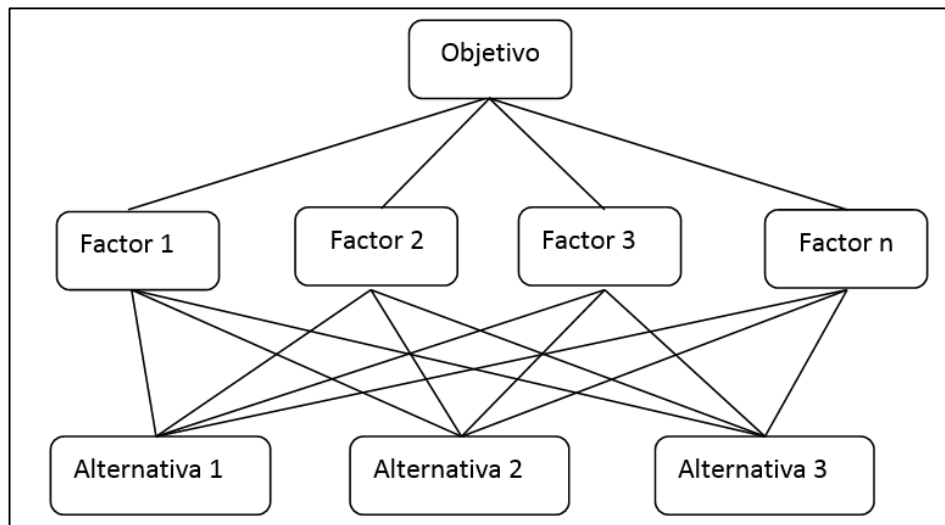 Objetivo
Factor 1
Factor 2
Factor 3
Factor n
Alternativa 1
Alternativa 2
Alternativa 3